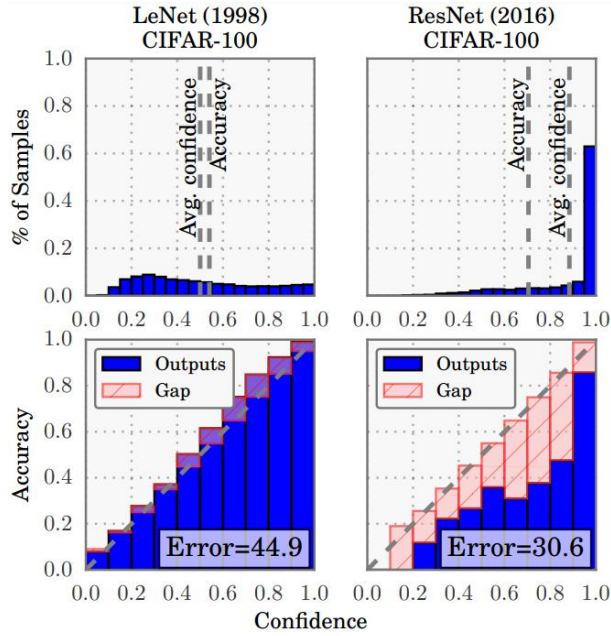 LeNet (1998)
CIFAR-100
ResNet (2016)
CIFAR-100
% of Samples
1.0
0.8
0.6
0.4
0.2
0.0
Avg. confidence
Accuracy
Accuracy
Avg. confidence
0.0 0.2 0.4 0.6 0.8 1.0
0.0 0.2 0.4 0.6 0.8 1.0
Accuracy
1.0
0.8
0.6
0.4
0.2
0.0
Outputs
Gap
Error=44.9
Outputs
Gap
Error=30.6
0.0 0.2 0.4 0.6 0.8 1.0
0.0 0.2 0.4 0.6 0.8 1.0
Confidence